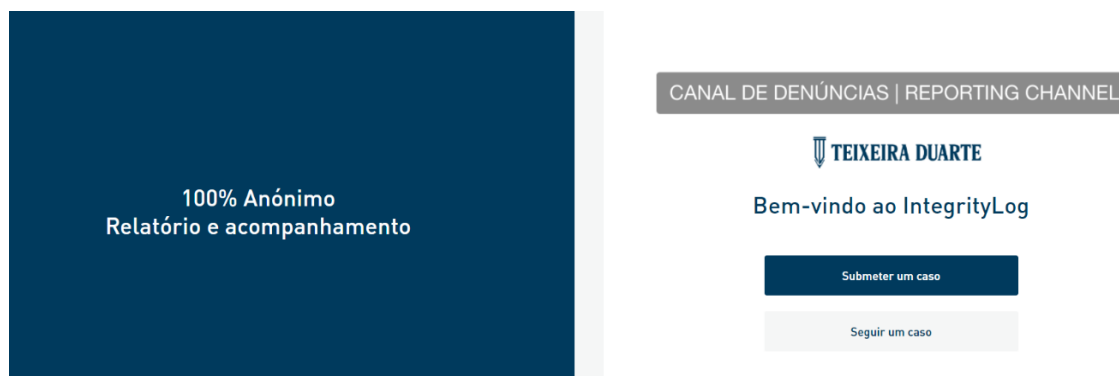 100% Anónimo
Relatório e acompanhamento
CANAL DE DENÚNCIAS | REPORTING CHANNEL
TEIXEIRA DUARTE
Bem-vindo ao IntegrityLog
Submeter um caso
Seguir um caso